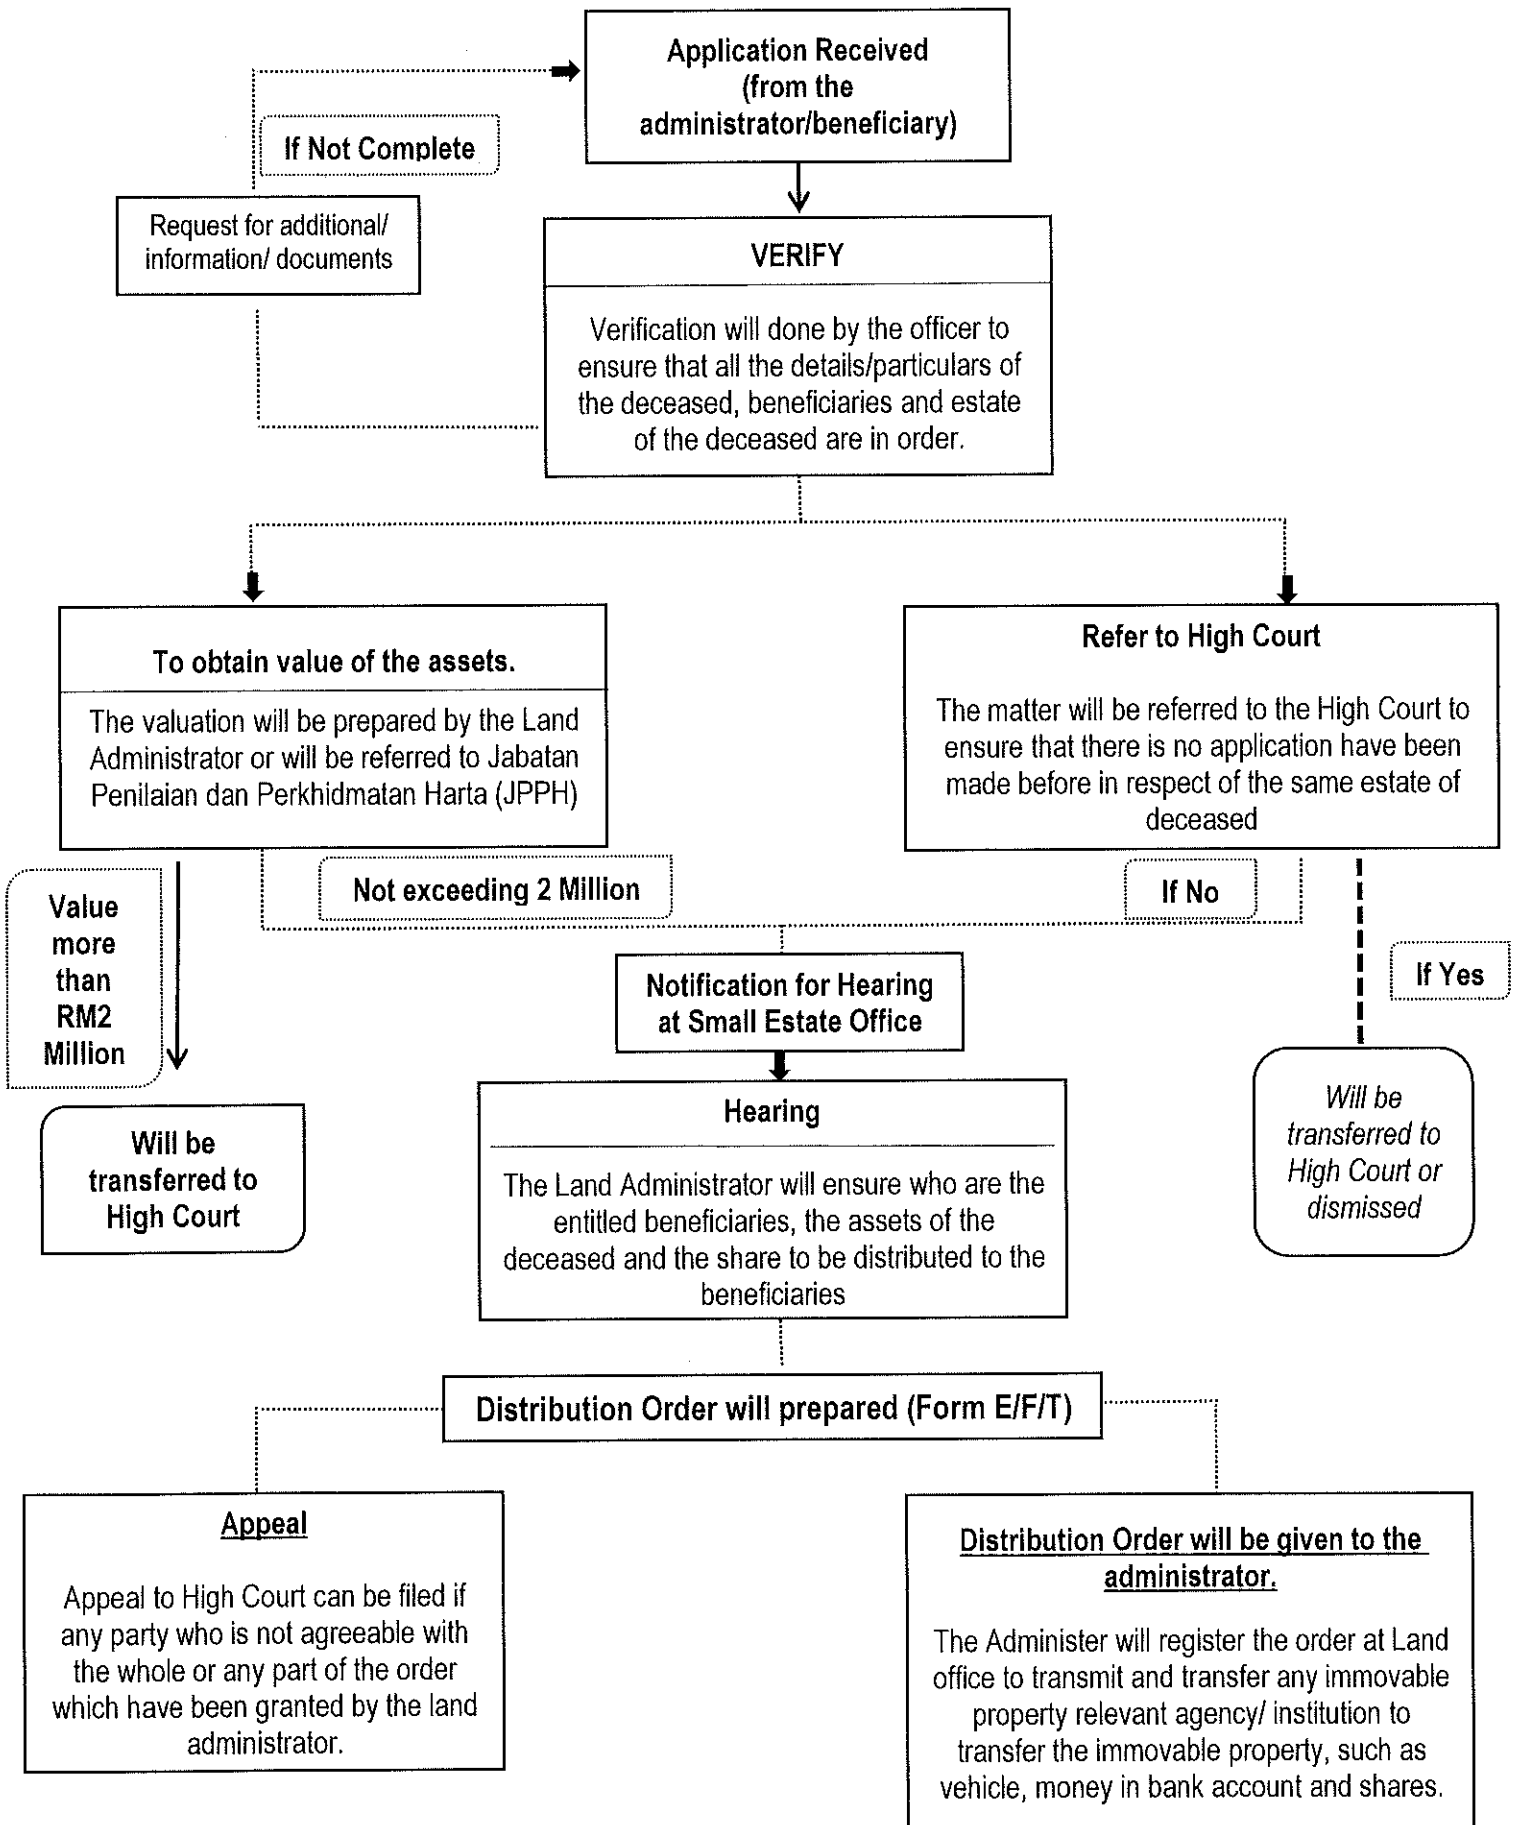 Application Received
(from the
administrator/beneficiary)
If Not Complete
Request for additional/
information/ documents
VERIFY
Verification will done by the officer to
ensure that all the details/particulars of
the deceased, beneficiaries and estate
of the deceased are in order.
To obtain value of the assets.
The valuation will be prepared by the Land
Administrator or will be referred to Jabatan
Penilaian dan Perkhidmatan Harta (JPPH)
Refer to High Court
The matter will be referred to the High Court to
ensure that there is no application have been
made before in respect of the same estate of
deceased
Value
more
than
RM2
Million
Not exceeding 2 Million
If No
If Yes
Notification for Hearing
at Small Estate Office
Will be
transferred to
High Court
Hearing
The Land Administrator will ensure who are the
entitled beneficiaries, the assets of the
deceased and the share to be distributed to the
beneficiaries
Will be
transferred to
High Court or
dismissed
Distribution Order will prepared (Form E/F/T)
Appeal
Appeal to High Court can be filed if
any party who is not agreeable with
the whole or any part of the order
which have been granted by the land
administrator.
Distribution Order will be given to the
administrator.
The Administer will register the order at Land
office to transmit and transfer any immovable
property relevant agency/ institution to
transfer the immovable property, such as
vehicle, money in bank account and shares.